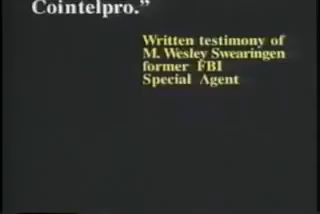 Cointelpro.”
Written testimony of
M. Wesley Swearingen
former FBI
Special Agent